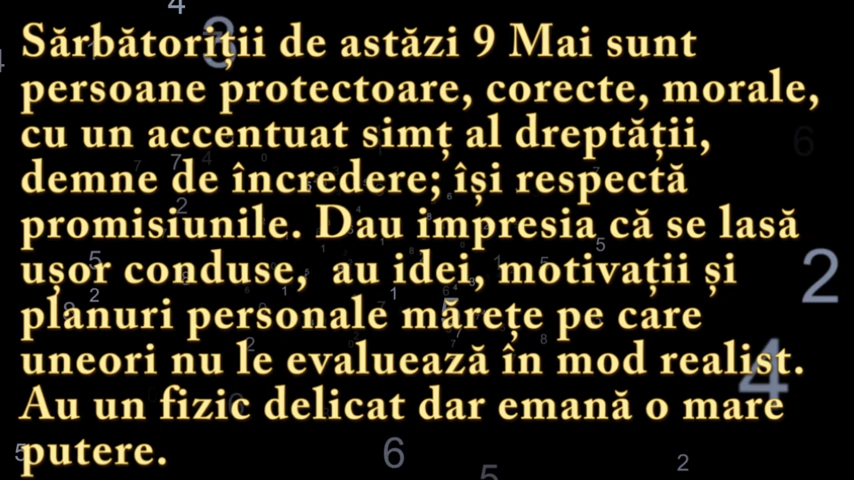 Sărbătoriții de astăzi 9 Mai sunt
persoane protectoare, corecte, morale,
cu un accentuat simț al dreptății,
demne de încredere; își respectă
promisiunile. Dau impresia că se lasă
ușor conduse, au idei, motivații și
planuri personale mărețe pe care
uneori nu le evaluează în mod realist.
Au un fizic delicat dar emană o mare
putere.